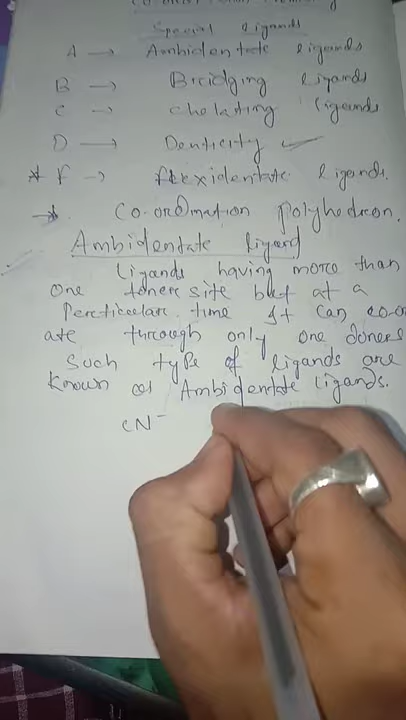 Special Ligands
A → Ambidentate ligands
B → Bridging ligands
C → chelating ligands
D → Denticity
* F → flexidentate ligands.
Co-ordination polyhedron.
Ambidentate ligand
Ligands having more than
one doner site but at a
Perticular time It can co-or
ate through only one doners
Such type of ligands are
known as Ambidentate ligands.
CN⁻